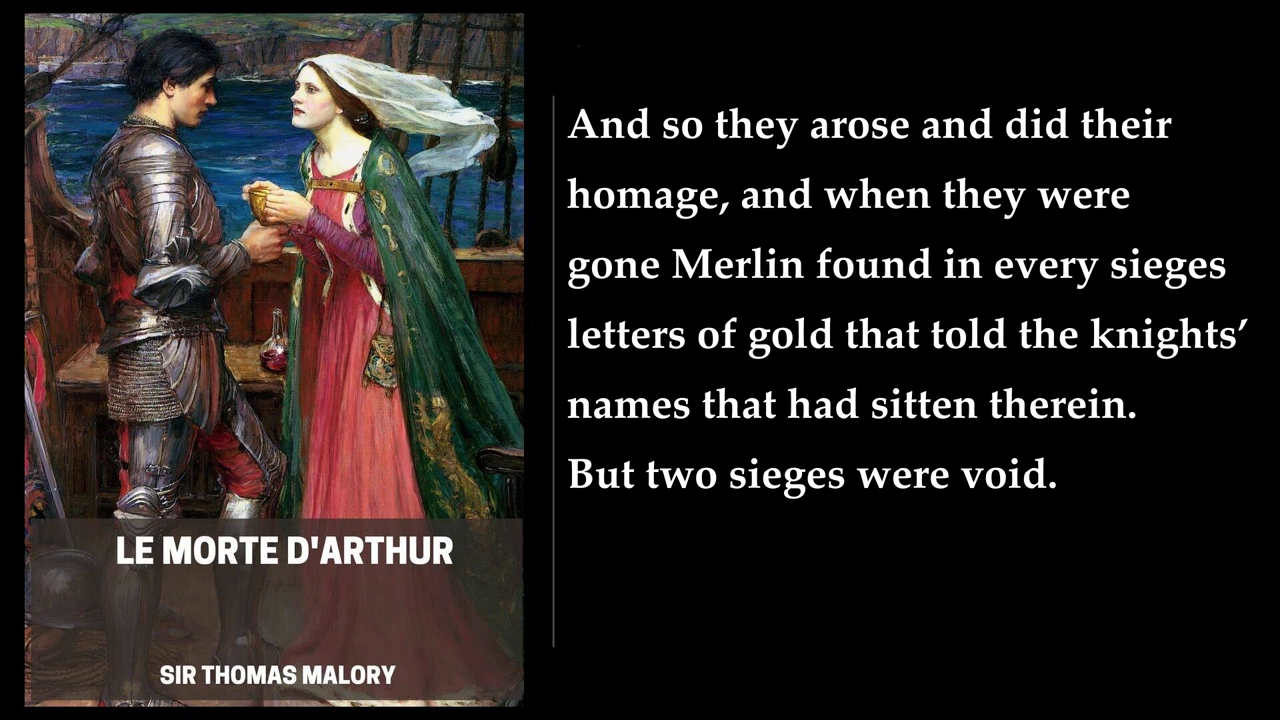 And so they arose and did their
homage, and when they were
gone Merlin found in every sieges
letters of gold that told the knights’
names that had sitten therein.
But two sieges were void.
LE MORTE D'ARTHUR
SIR THOMAS MALORY